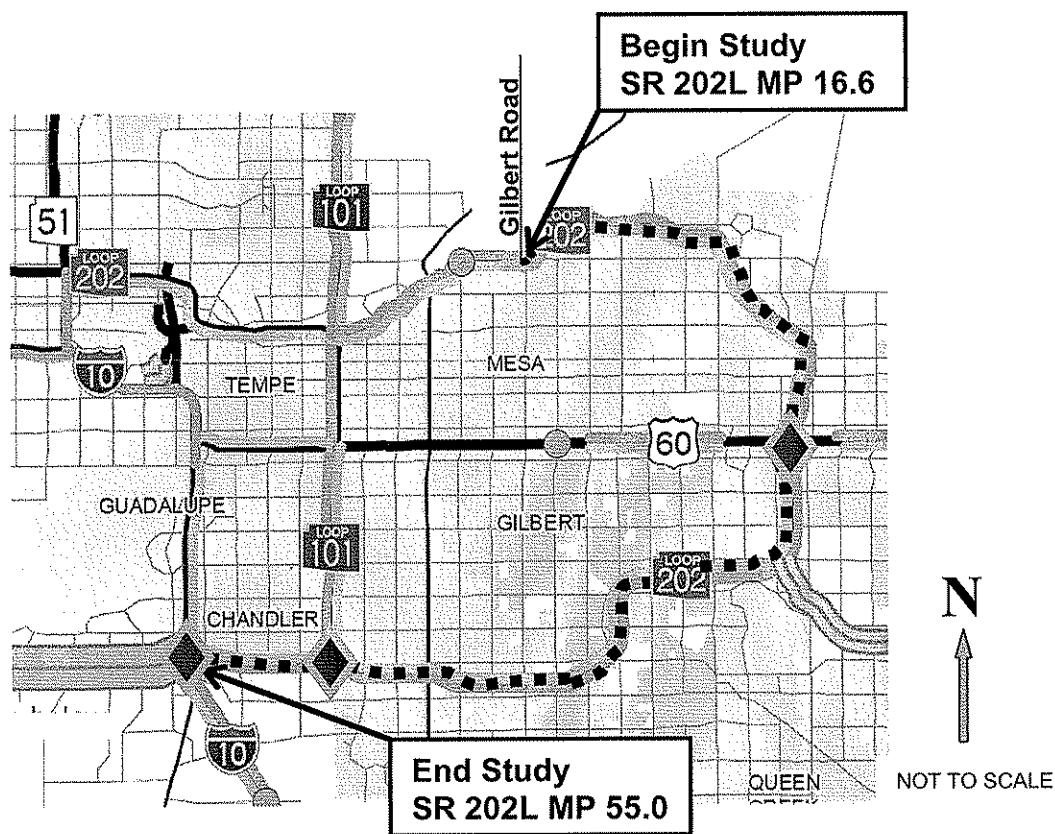 Begin Study
SR 202L MP 16.6
Gilbert Road
51
LOOP
101
LOOP
202
LOOP
202
10
TEMPE
MESA
60
GUADALUPE
LOOP
101
GILBERT
LOOP
202
CHANDLER
N
10
End Study
SR 202L MP 55.0
QUEEN
CREEK
NOT TO SCALE